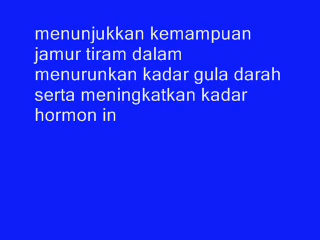 menunjukkan kemampuan
jamur tiram dalam
menurunkan kadar gula darah
serta meningkatkan kadar
hormon in